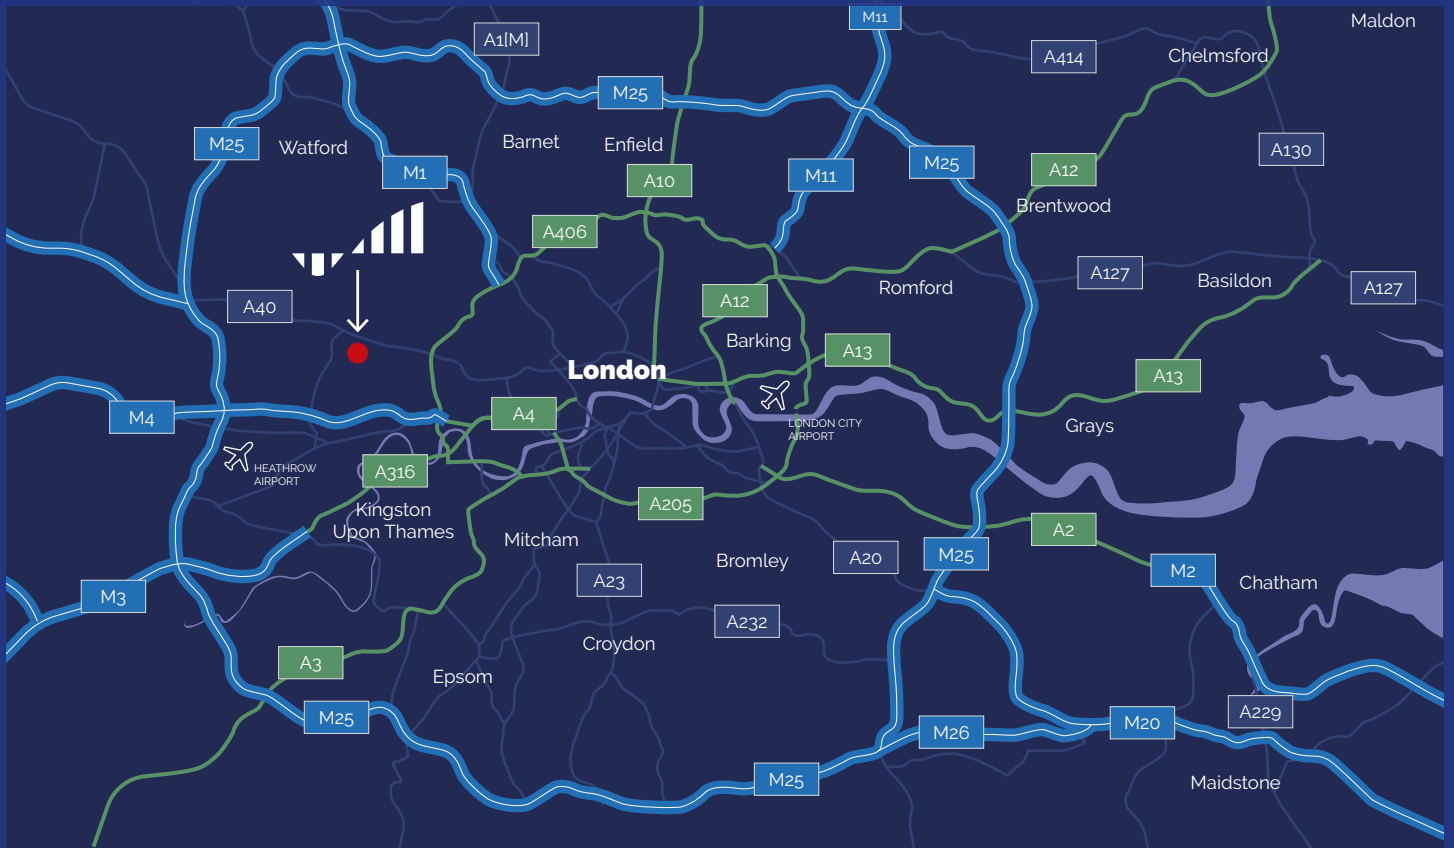 M11
Maldon
A1[M]
A414
Chelmsford
M25
M25
Watford
Barnet
Enfield
A130
M1
A10
M11
M25
A12
Brentwood
A406
A40
A12
Romford
A127
Basildon
A127
Barking
A13
London
A13
M4
A4
LONDON CITY
AIRPORT
Grays
HEATHROW
AIRPORT
A316
Kingston
Upon Thames
A205
Mitcham
A2
Bromley
A20
M25
M2
Chatham
M3
A23
A232
Croydon
A3
Epsom
M25
A229
M26
M20
M25
Maidstone